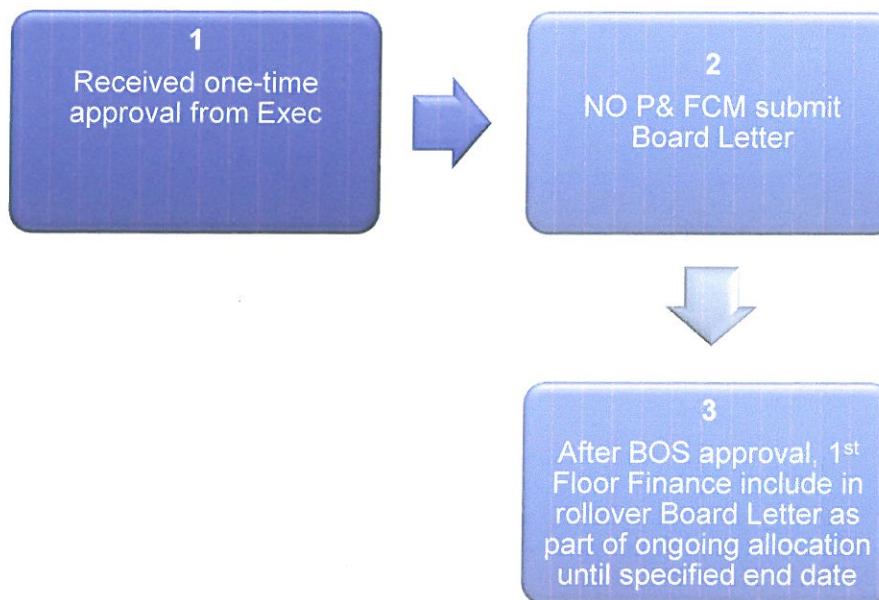 1
Received one-time
approval from Exec
2
NO P& FCM submit
Board Letter
3
After BOS approval, 1st
Floor Finance include in
rollover Board Letter as
part of ongoing allocation
until specified end date